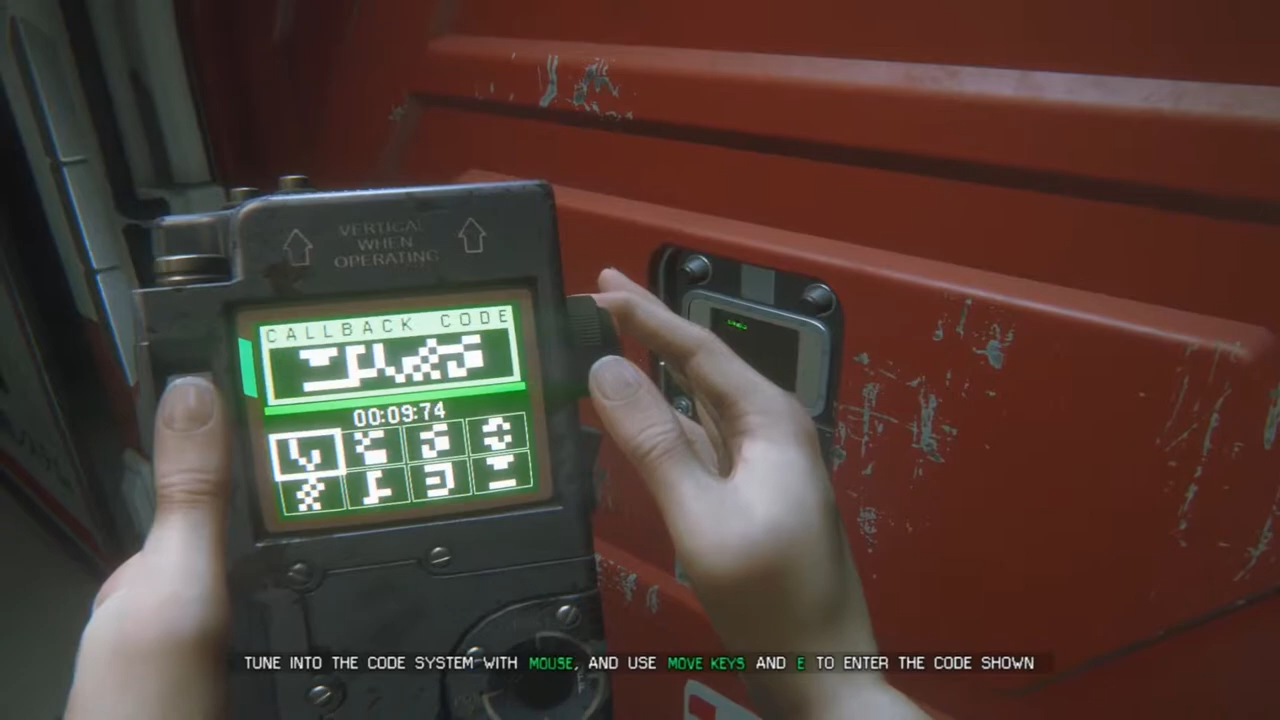 VERTICAL
WHEN
OPERATING
CALLBACK CODE
00:09:74
TUNE INTO THE CODE SYSTEM WITH MOUSE, AND USE MOVE KEYS AND E TO ENTER THE CODE SHOWN